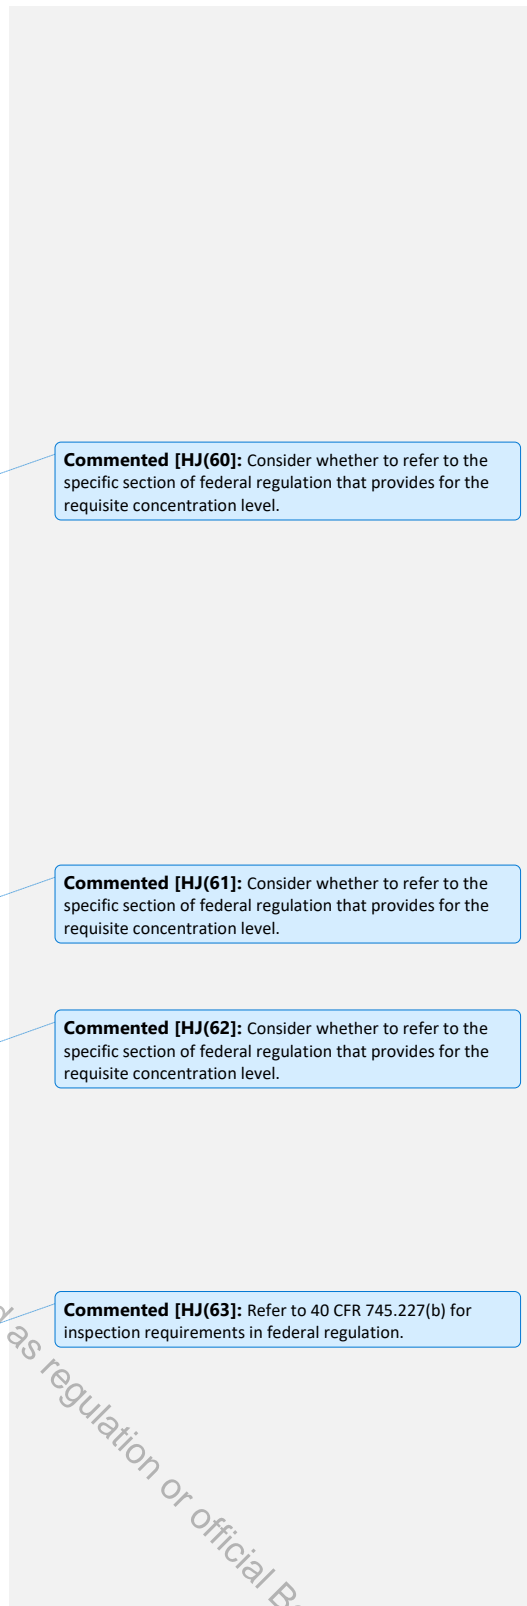 Commented [HJ(60]: Consider whether to refer to the
specific section of federal regulation that provides for the
requisite concentration level.
Commented [HJ(61]: Consider whether to refer to the
specific section of federal regulation that provides for the
requisite concentration level.
Commented [HJ(62]: Consider whether to refer to the
specific section of federal regulation that provides for the
requisite concentration level.
Commented [HJ(63]: Refer to 40 CFR 745.227(b) for
inspection requirements in federal regulation.
as regulation or official